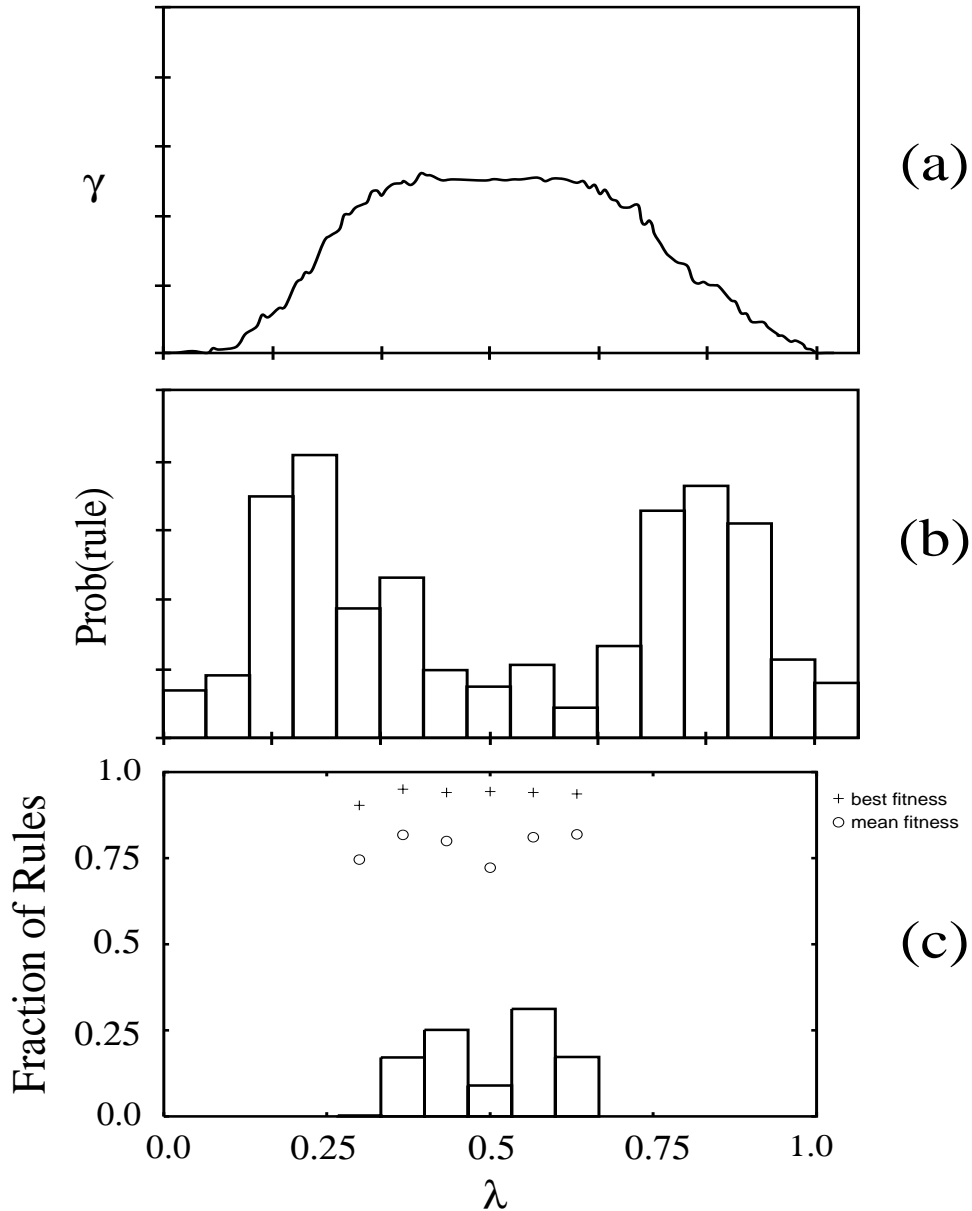 γ
(a)
Prob(rule)
(b)
Fraction of Rules
1.0
0.75
0.5
0.25
0.0
+ best fitness
○ mean fitness
(c)
0.0 0.25 0.5 0.75 1.0
λ